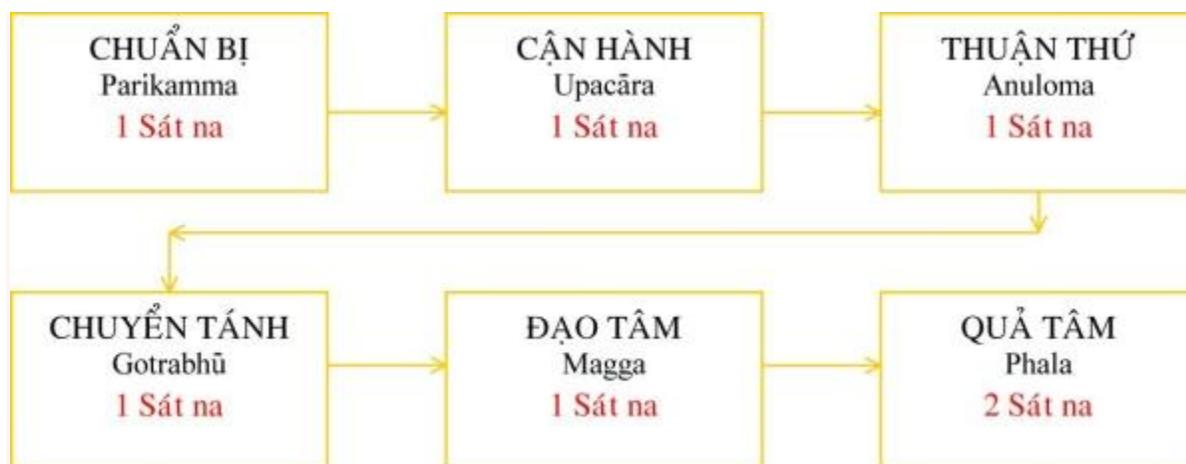 CHUẨN BỊ
Parikamma
1 Sát na
CẬN HÀNH
Upacāra
1 Sát na
THUẬN THỨ
Anuloma
1 Sát na
CHUYỂN TÁNH
Gotrabhū
1 Sát na
ĐẠO TÂM
Magga
1 Sát na
QUẢ TÂM
Phala
2 Sát na